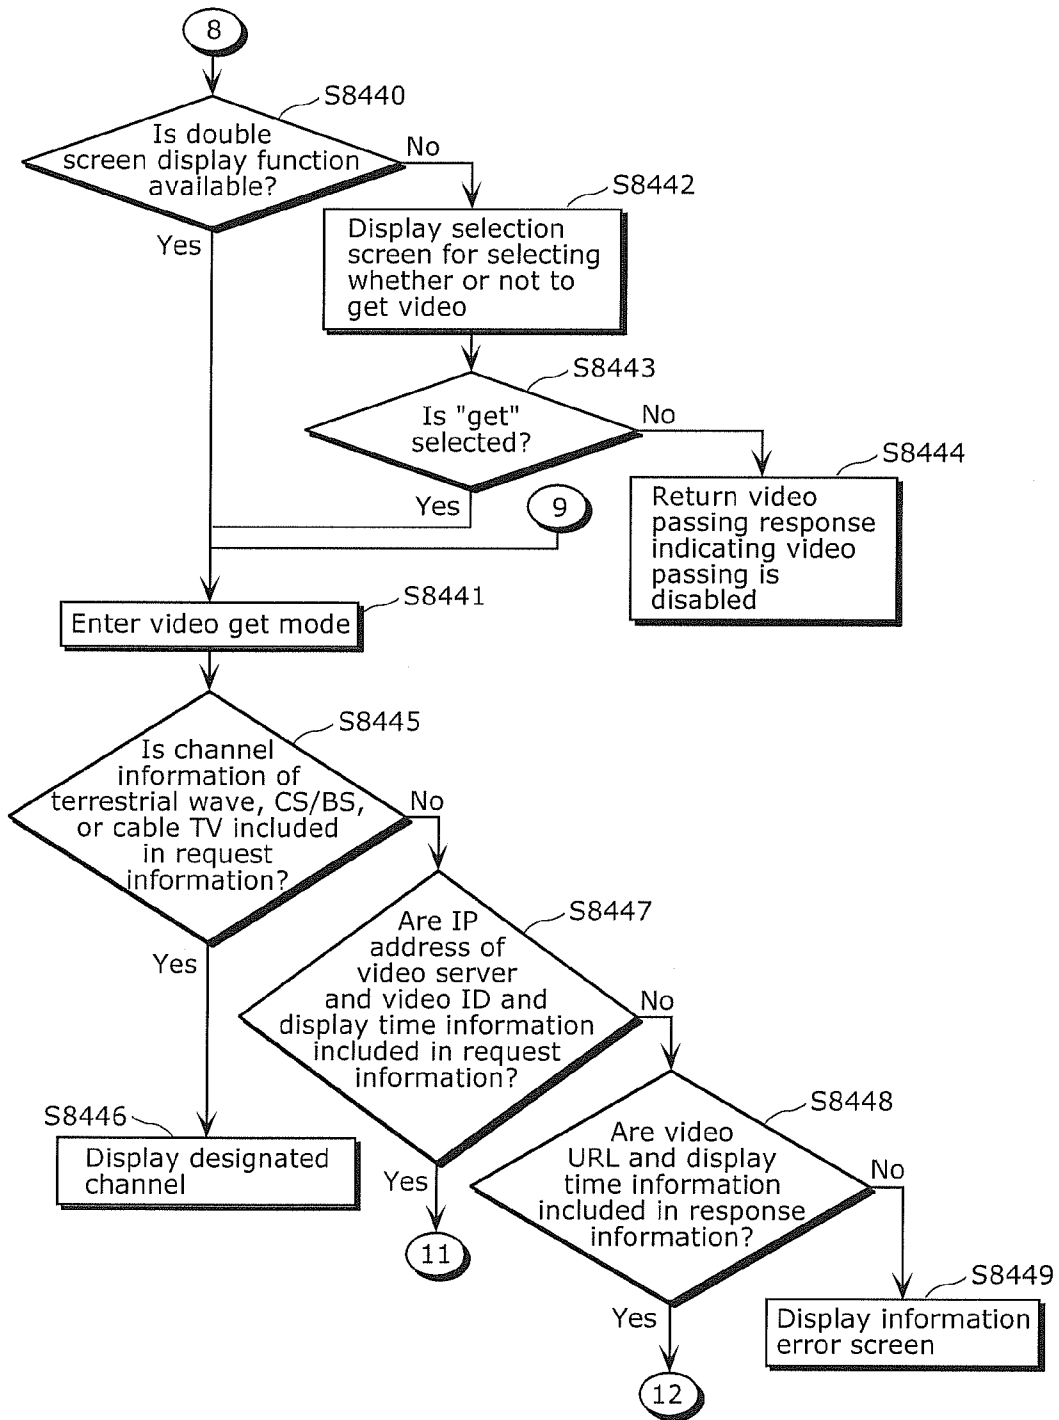 8
S8440
Is double
screen display function
available?
No
Yes
S8442
Display selection
screen for selecting
whether or not to
get video
S8443
Is "get"
selected?
No
Yes
S8444
Return video
passing response
indicating video
passing is
disabled
9
S8441
Enter video get mode
S8445
Is channel
information of
terrestrial wave, CS/BS,
or cable TV included
in request
information?
No
Yes
S8446
Display designated
channel
S8447
Are IP
address of
video server
and video ID and
display time information
included in request
information?
No
Yes
11
S8448
Are video
URL and display
time information
included in response
information?
No
Yes
12
S8449
Display information
error screen